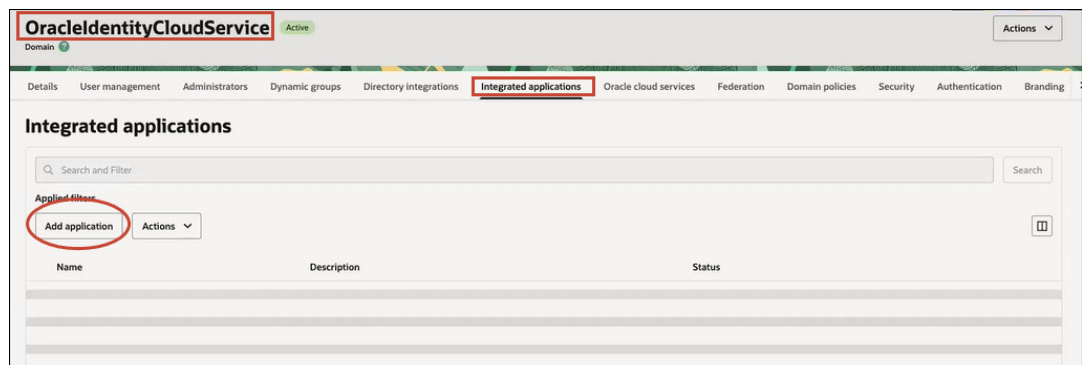 OracleIdentityCloudService Active Actions
Domain ?
Details User management Administrators Dynamic groups Directory integrations Integrated applications Oracle cloud services Federation Domain policies Security Authentication Branding
Integrated applications
Search and Filter Search
Applied filters
Add application Actions
Name Description Status